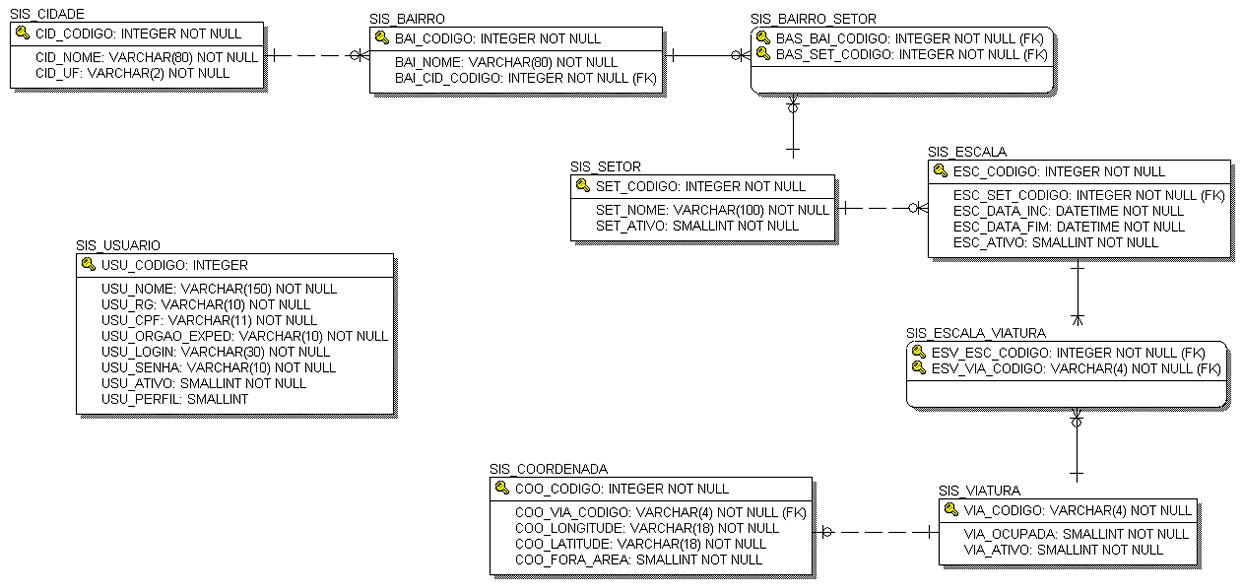 SIS_CIDADE
CID_CODIGO: INTEGER NOT NULL
CID_NOME: VARCHAR(80) NOT NULL
CID_UF: VARCHAR(2) NOT NULL
SIS_BAIRRO
BAI_CODIGO: INTEGER NOT NULL
BAI_NOME: VARCHAR(80) NOT NULL
BAI_CID_CODIGO: INTEGER NOT NULL (FK)
SIS_BAIRRO_SETOR
BAS_BAI_CODIGO: INTEGER NOT NULL (FK)
BAS_SET_CODIGO: INTEGER NOT NULL (FK)
SIS_SETOR
SET_CODIGO: INTEGER NOT NULL
SET_NOME: VARCHAR(100) NOT NULL
SET_ATIVO: SMALLINT NOT NULL
SIS_ESCALA
ESC_CODIGO: INTEGER NOT NULL
ESC_SET_CODIGO: INTEGER NOT NULL (FK)
ESC_DATA_INC: DATETIME NOT NULL
ESC_DATA_FIM: DATETIME NOT NULL
ESC_ATIVO: SMALLINT NOT NULL
SIS_USUARIO
USU_CODIGO: INTEGER
USU_NOME: VARCHAR(150) NOT NULL
USU_RG: VARCHAR(10) NOT NULL
USU_CPF: VARCHAR(11) NOT NULL
USU_ORGAO_EXPED: VARCHAR(10) NOT NULL
USU_LOGIN: VARCHAR(30) NOT NULL
USU_SENHA: VARCHAR(10) NOT NULL
USU_ATIVO: SMALLINT NOT NULL
USU_PERFIL: SMALLINT
SIS_ESCALA_VIATURA
ESV_ESC_CODIGO: INTEGER NOT NULL (FK)
ESV_VIA_CODIGO: VARCHAR(4) NOT NULL (FK)
SIS_COORDENADA
COO_CODIGO: INTEGER NOT NULL
COO_VIA_CODIGO: VARCHAR(4) NOT NULL (FK)
COO_LONGITUDE: VARCHAR(18) NOT NULL
COO_LATITUDE: VARCHAR(18) NOT NULL
COO_FORA_AREA: SMALLINT NOT NULL
SIS_VIATURA
VIA_CODIGO: VARCHAR(4) NOT NULL
VIA_OCUPADA: SMALLINT NOT NULL
VIA_ATIVO: SMALLINT NOT NULL